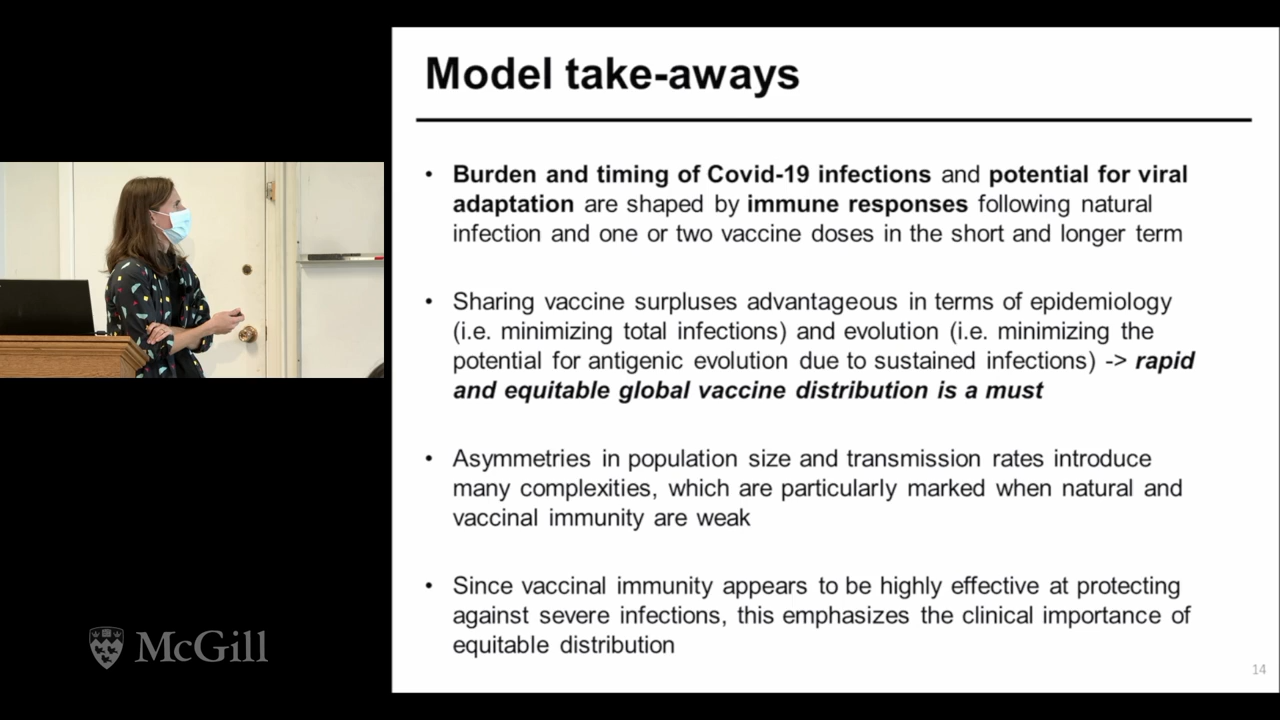 Model take-aways
• Burden and timing of Covid-19 infections and potential for viral
adaptation are shaped by immune responses following natural
infection and one or two vaccine doses in the short and longer term
• Sharing vaccine surpluses advantageous in terms of epidemiology
(i.e. minimizing total infections) and evolution (i.e. minimizing the
potential for antigenic evolution due to sustained infections) -> rapid
and equitable global vaccine distribution is a must
• Asymmetries in population size and transmission rates introduce
many complexities, which are particularly marked when natural and
vaccinal immunity are weak
• Since vaccinal immunity appears to be highly effective at protecting
against severe infections, this emphasizes the clinical importance of
equitable distribution
14
McGill